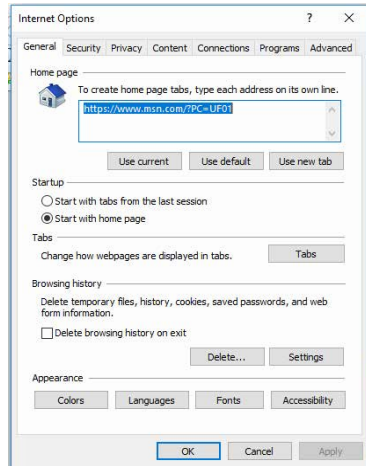 Internet Options ? X
General Security Privacy Content Connections Programs Advanced
Home page
To create home page tabs, type each address on its own line.
https://www.msn.com/?PC=UF01
Use current Use default Use new tab
Startup
Start with tabs from the last session
Start with home page
Tabs
Change how webpages are displayed in tabs. Tabs
Browsing history
Delete temporary files, history, cookies, saved passwords, and web
form information.
Delete browsing history on exit
Delete... Settings
Appearance
Colors Languages Fonts Accessibility
OK Cancel Apply